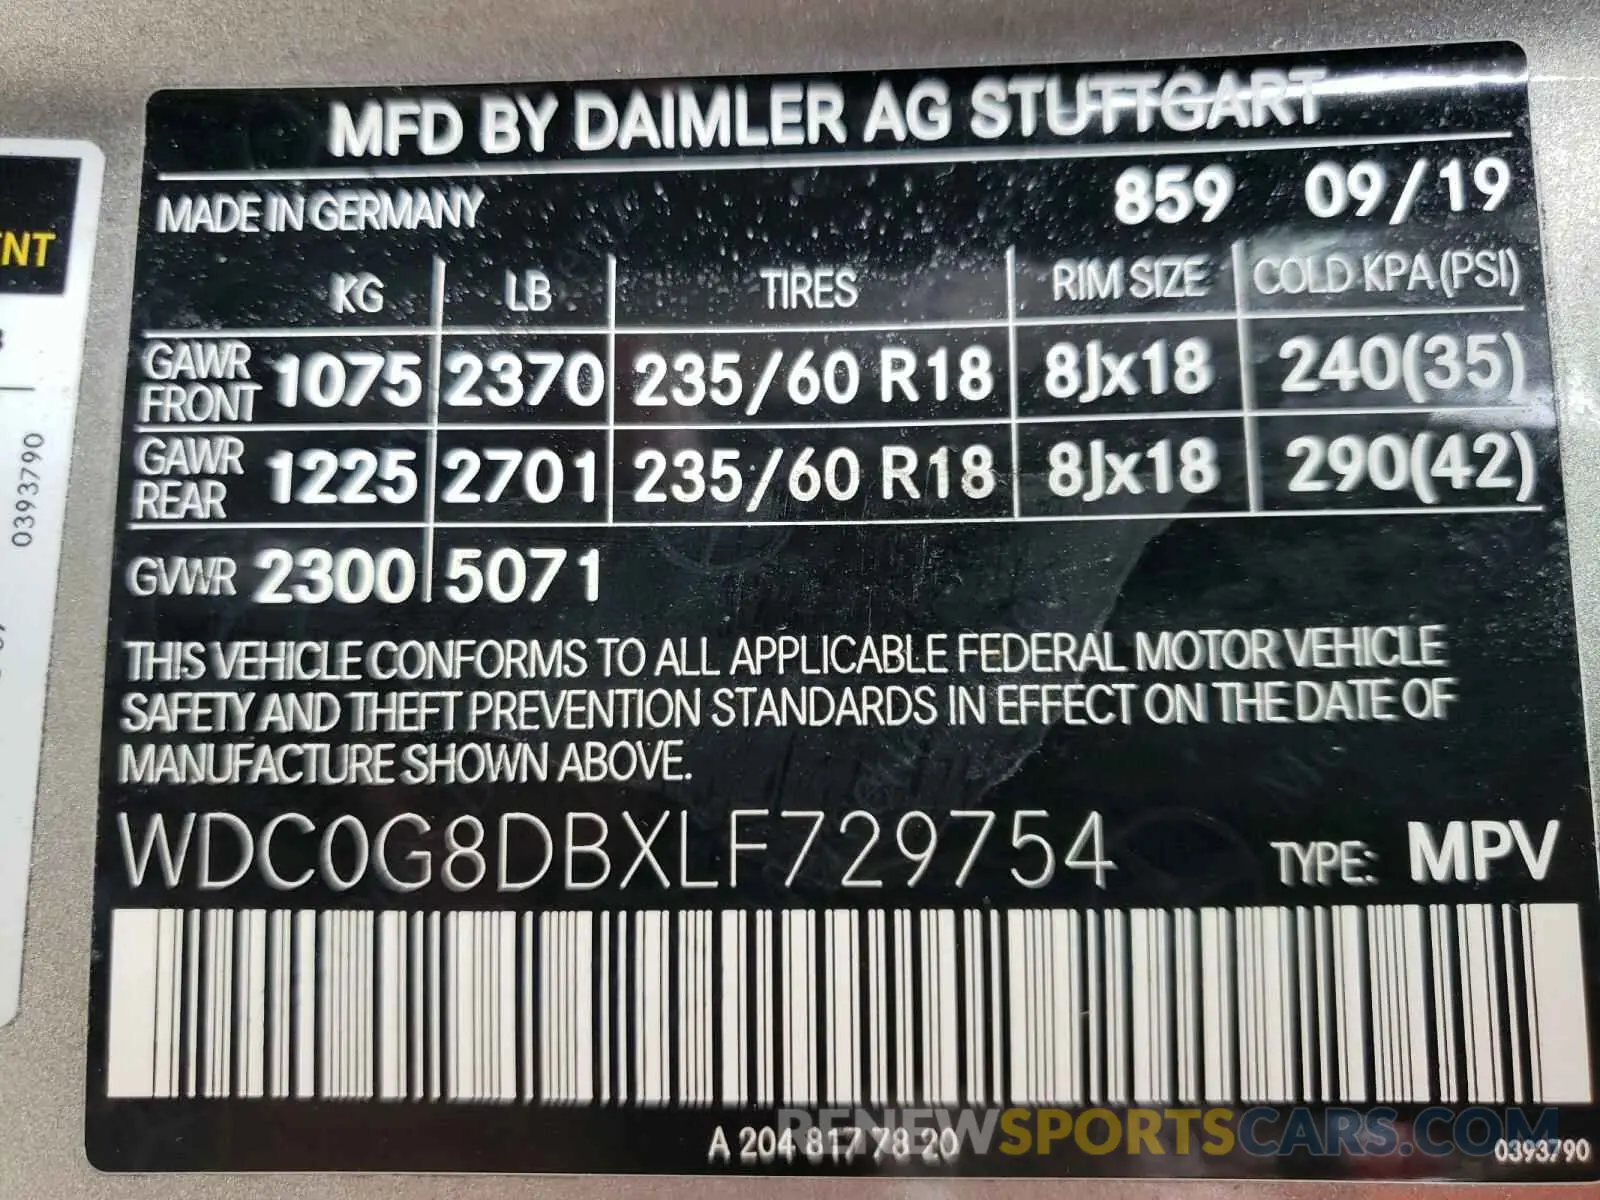 MFD BY DAIMLER AG STUTTGART
MADE IN GERMANY 859 09/19
KG LB TIRES RIM SIZE COLD KPA(PSI)
GAWR FRONT 1075 2370 235/60 R18 8Jx18 240(35)
GAWR REAR 1225 2701 235/60 R18 8Jx18 290(42)
GVWR 2300 5071
THIS VEHICLE CONFORMS TO ALL APPLICABLE FEDERAL MOTOR VEHICLE
SAFETY AND THEFT PREVENTION STANDARDS IN EFFECT ON THE DATE OF
MANUFACTURE SHOWN ABOVE.
WDC0G8DBXLF729754 TYPE: MPV
A 204 817 78 20 0393790
RENEWSPORTSCARS.COM
NT
0393790